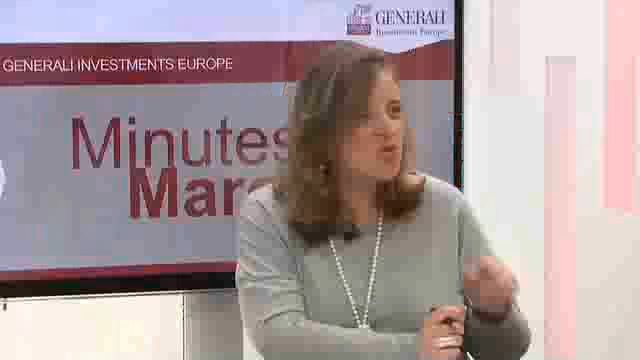 GENERALI
Investments Europe
GENERALI INVESTMENTS EUROPE
Minutes
Mar